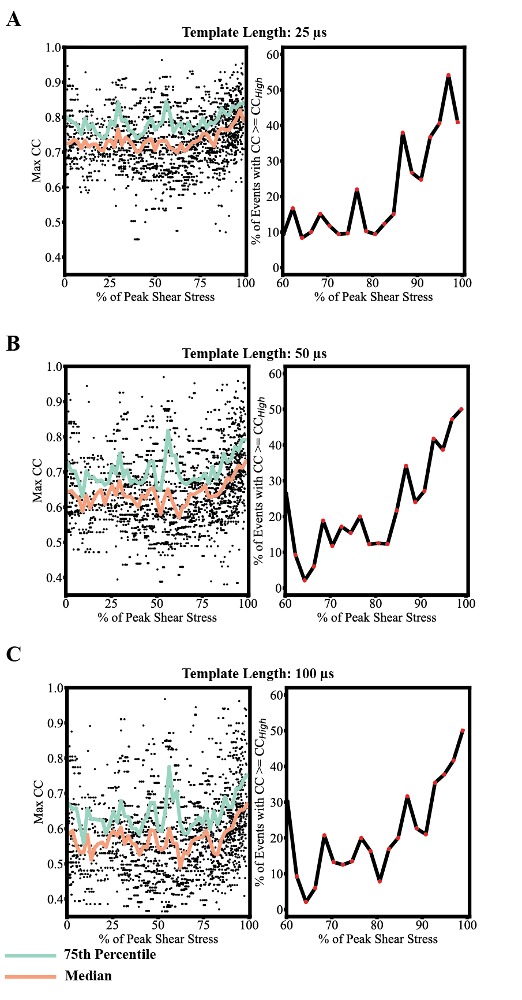 A
Template Length: 25 µs
1.0
0.9
0.8
0.7
0.6
0.5
0.4
Max CC
0 25 50 75 100
% of Peak Shear Stress
60
50
40
30
20
10
0
% of Events with CC >= CCHigh
60 70 80 90 100
% of Peak Shear Stress
B
Template Length: 50 µs
1.0
0.9
0.8
0.7
0.6
0.5
0.4
Max CC
0 25 50 75 100
% of Peak Shear Stress
60
50
40
30
20
10
0
% of Events with CC >= CCHigh
60 70 80 90 100
% of Peak Shear Stress
C
Template Length: 100 µs
1.0
0.9
0.8
0.7
0.6
0.5
0.4
Max CC
0 25 50 75 100
% of Peak Shear Stress
60
50
40
30
20
10
0
% of Events with CC >= CCHigh
60 70 80 90 100
% of Peak Shear Stress
75th Percentile
Median